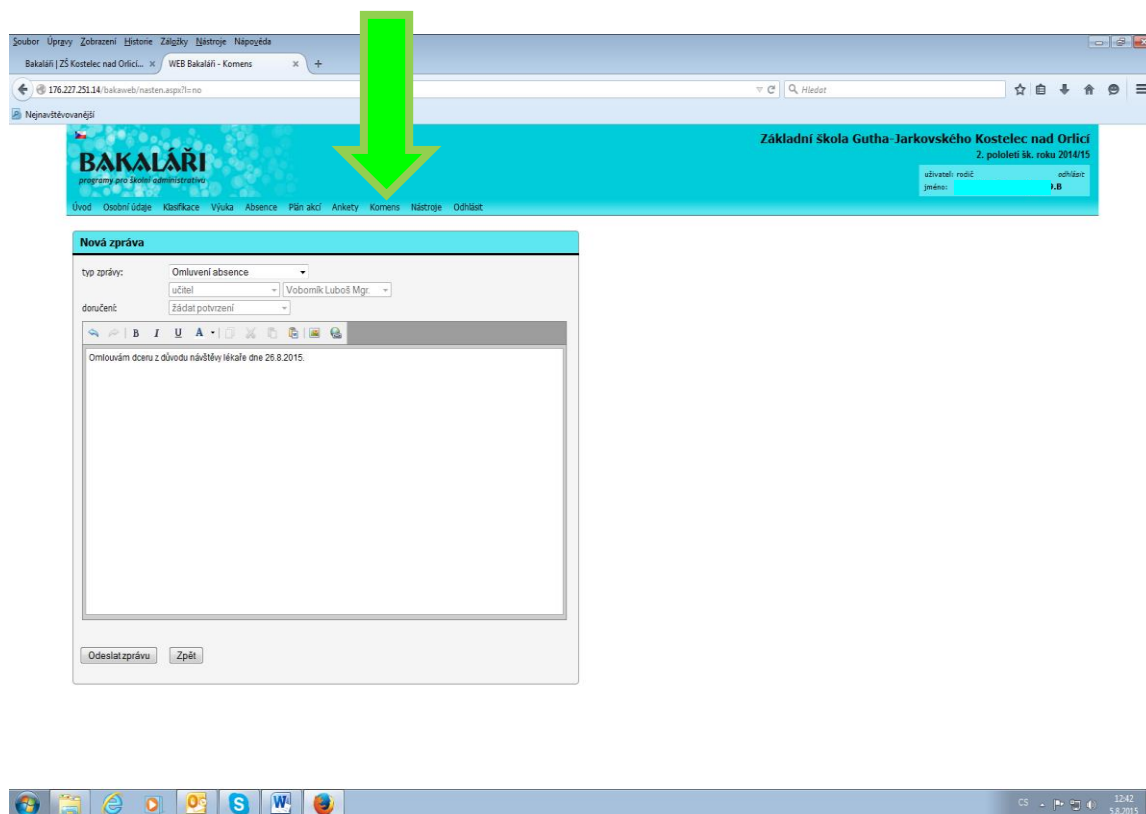 Soubor Úpravy Zobrazení Historie Záložky Nástroje Nápověda
Bakaláři | ZŠ Kostelec nad Orlicí... × WEB Bakaláři - Komens × +
176.227.251.14/bakaweb/nasten.aspx?l=no Hledat
Nejnavštěvovanější
BAKALÁŘI
programy pro školní administrativu
Základní škola Gutha-Jarkovského Kostelec nad Orlicí
2. pololetí šk. roku 2014/15
uživatel: rodič odhlásit
jméno: .B
Úvod Osobní údaje Klasifikace Výuka Absence Plán akcí Ankety Komens Nástroje Odhlásit
Nová zpráva
typ zprávy: Omluvení absence
učitel Voborník Luboš Mgr.
doručení: žádat potvrzení
B I U A
Omlouvám dceru z důvodu návštěvy lékaře dne 26.8.2015.
Odeslat zprávu Zpět
CS 12:42
5.8.2015